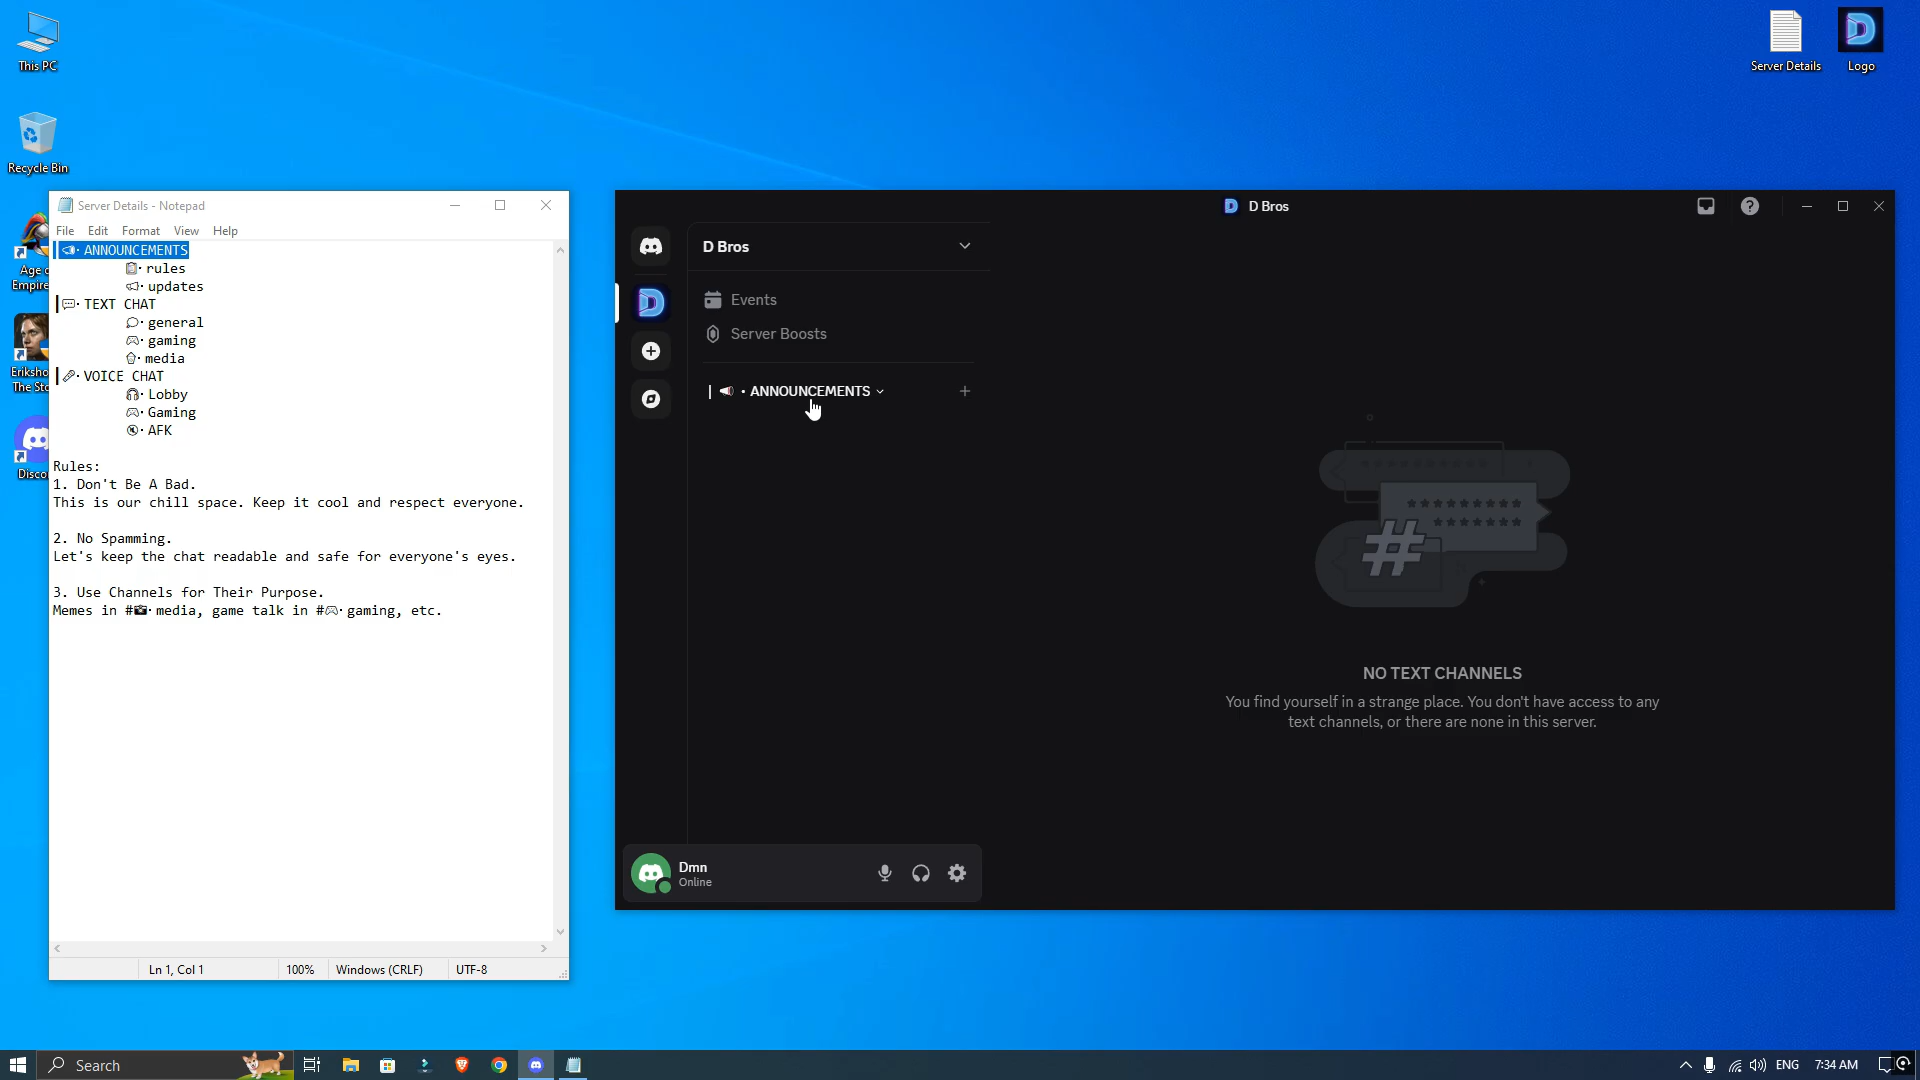 This PC
Recycle Bin
Age o
Empire
Eriksho
The Sto
Disco
Server Details
Logo
Server Details - Notepad
File Edit Format View Help
|📢· ANNOUNCEMENTS
📋· rules
📢· updates
|💬· TEXT CHAT
💭· general
🎮· gaming
🍿· media
|🎤· VOICE CHAT
🎧· Lobby
🎮· Gaming
🔇· AFK
Rules:
1. Don't Be A Bad.
This is our chill space. Keep it cool and respect everyone.
2. No Spamming.
Let's keep the chat readable and safe for everyone's eyes.
3. Use Channels for Their Purpose.
Memes in #📸·media, game talk in #🎮·gaming, etc.
Ln 1, Col 1 100% Windows (CRLF) UTF-8
D Bros
D Bros
Events
Server Boosts
| 📢 · ANNOUNCEMENTS
NO TEXT CHANNELS
You find yourself in a strange place. You don't have access to any
text channels, or there are none in this server.
Dmn
Online
Search
ENG 7:34 AM